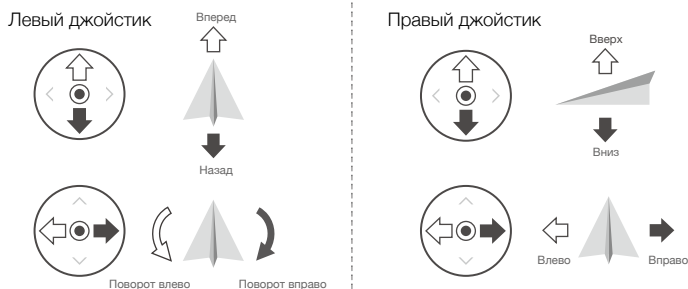 Левый джойстик
Вперед
Назад
Поворот влево
Поворот вправо
Правый джойстик
Вверх
Вниз
Влево
Вправо